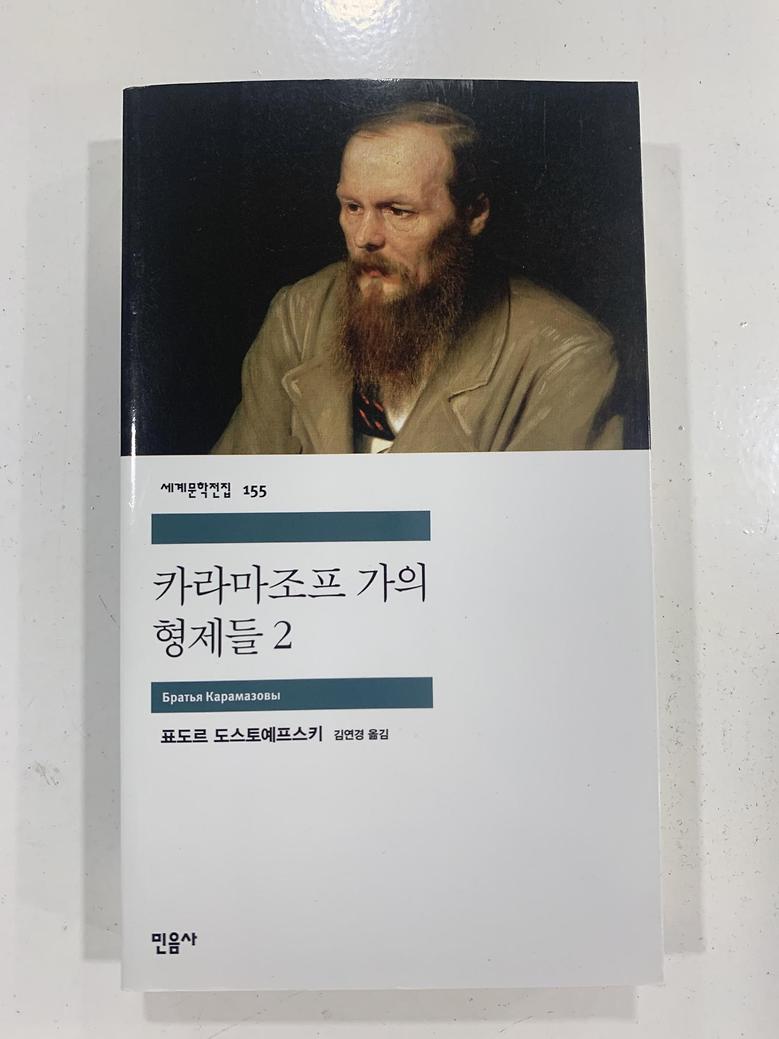 세계문학전집 155
카라마조프 가의
형제들 2
Братья Карамазовы
표도르 도스토예프스키 김연경 옮김
민음사